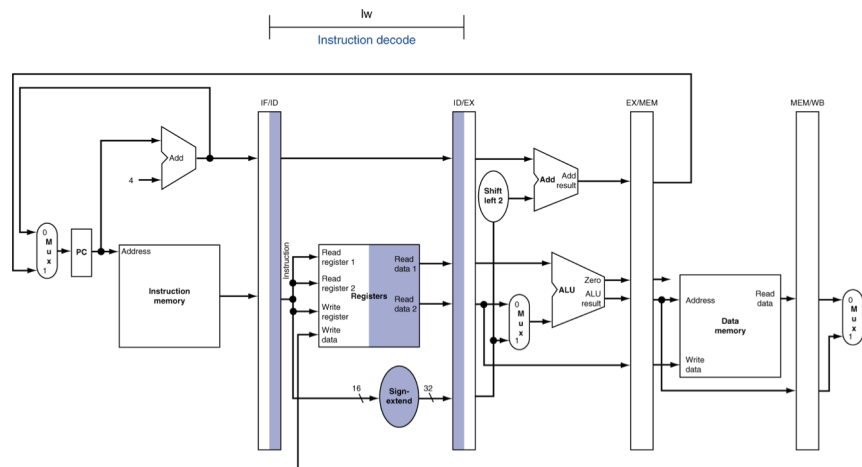 lw
Instruction decode
IF/ID
ID/EX
EX/MEM
MEM/WB
Add
4
0
M
u
x
1
PC
Address
Instruction
memory
Instruction
Read
register 1
Read
register 2
Write
register
Write
data
Registers
Read
data 1
Read
data 2
16
Sign-
extend
32
Shift
left 2
Add
Add
result
0
M
u
x
1
ALU
Zero
ALU
result
Address
Write
data
Read
data
Data
memory
0
M
u
x
1